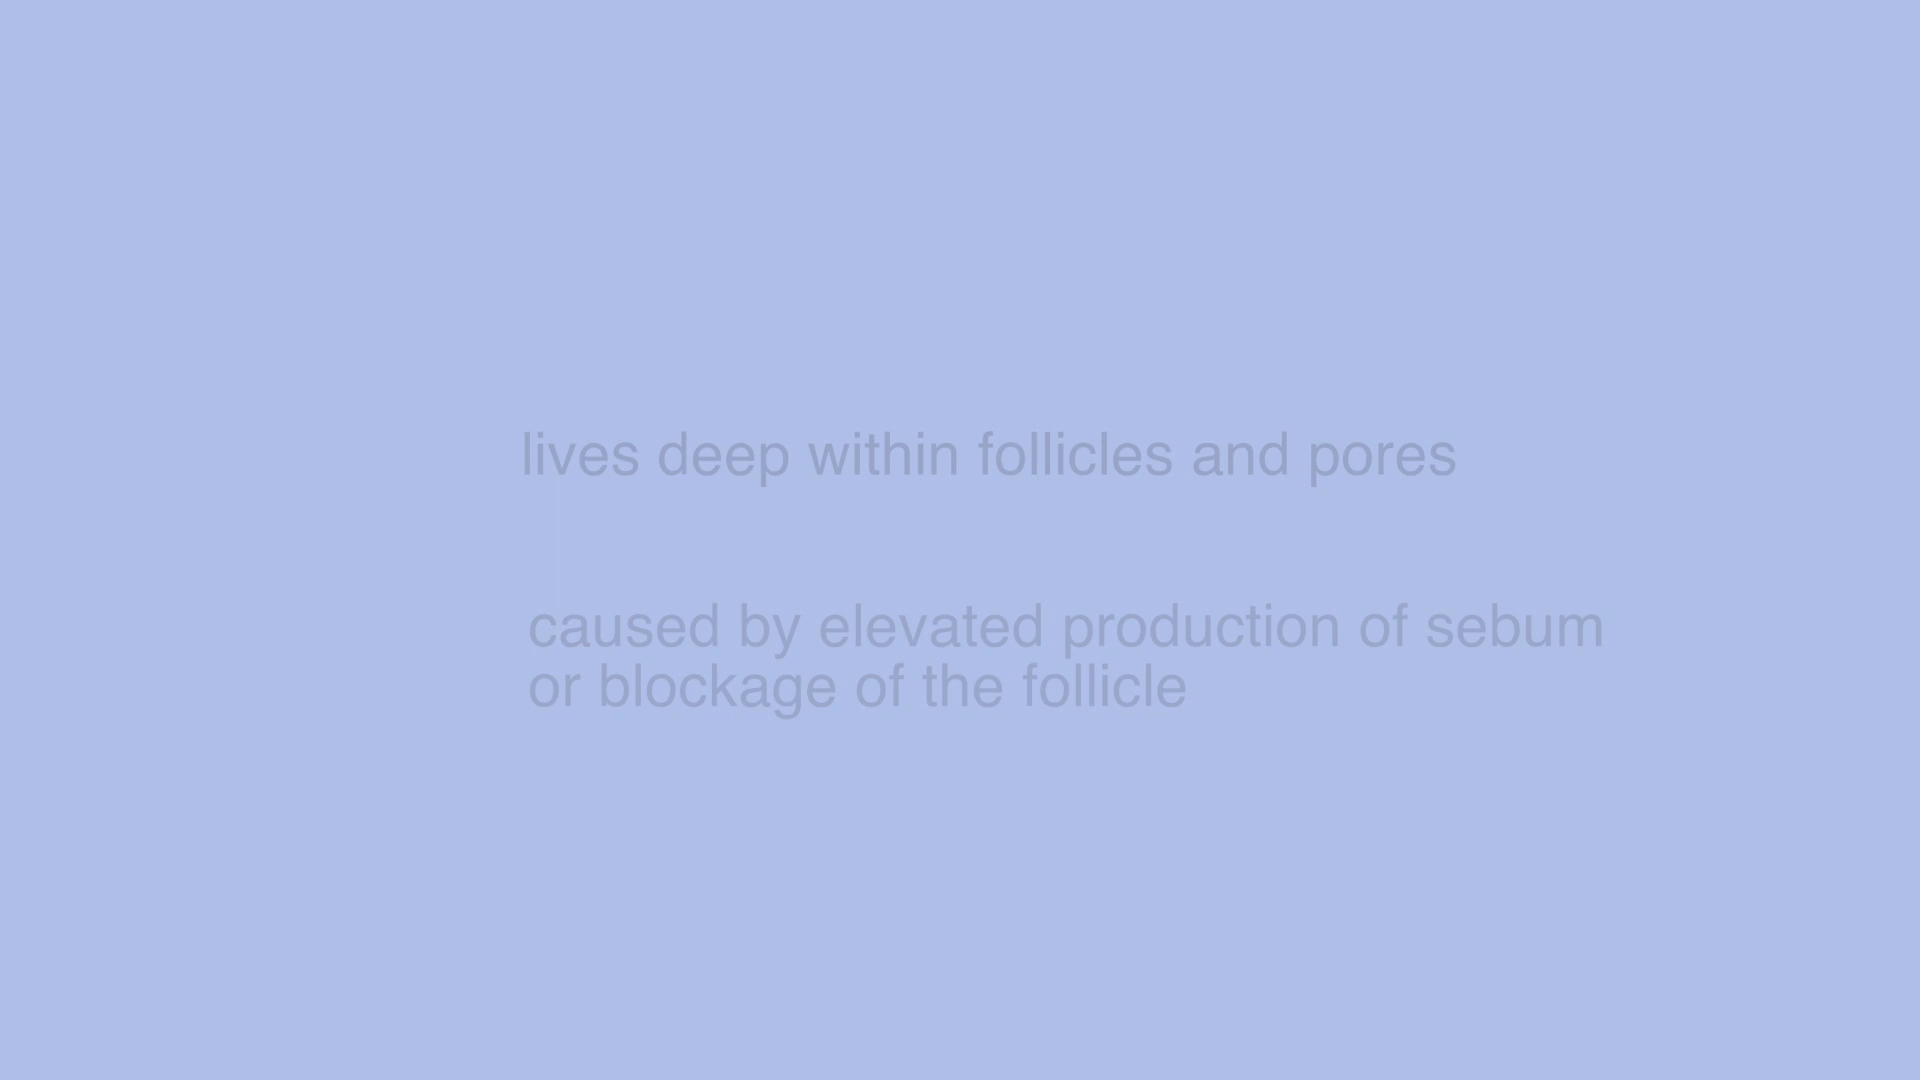 lives deep within follicles and pores
caused by elevated production of sebum
or blockage of the follicle